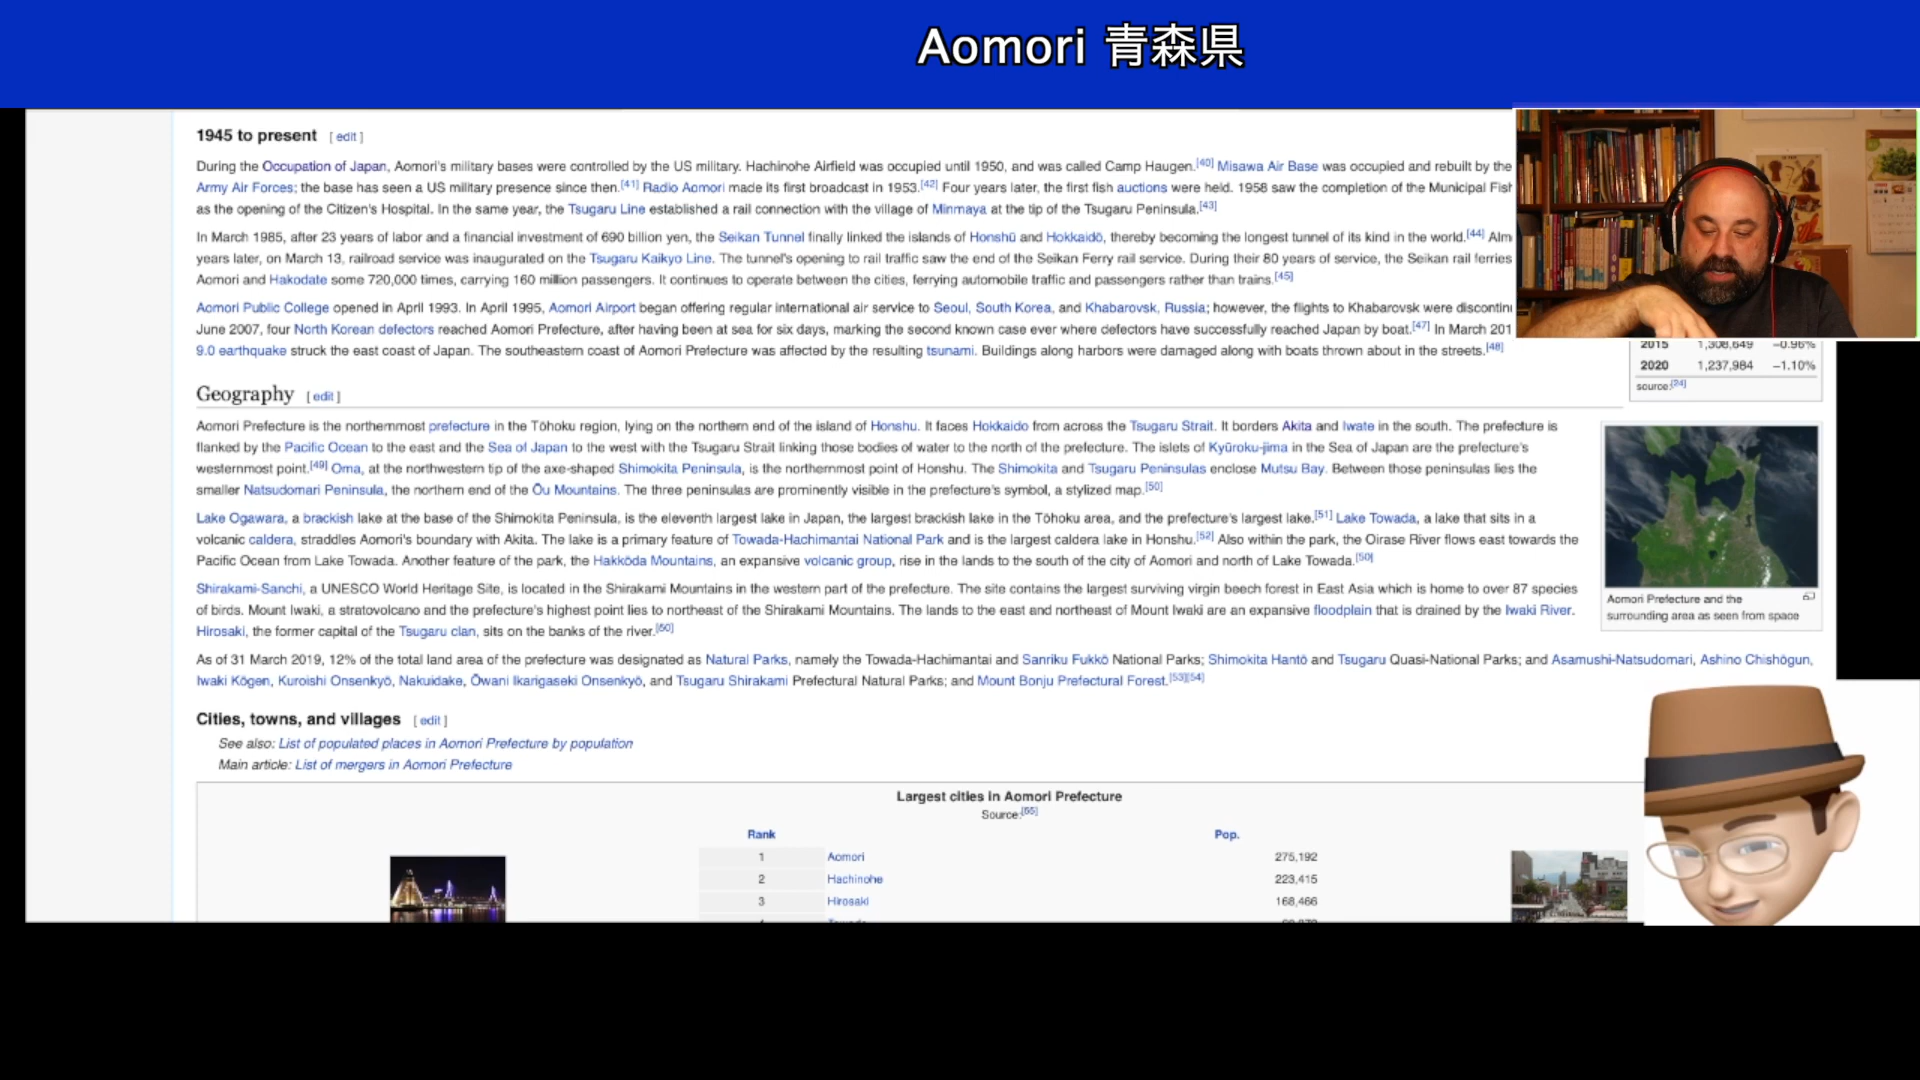 Aomori 青森県
1945 to present [ edit ]
During the Occupation of Japan, Aomori's military bases were controlled by the US military. Hachinohe Airfield was occupied until 1950, and was called Camp Haugen.[40] Misawa Air Base was occupied and rebuilt by the
Army Air Forces; the base has seen a US military presence since then.[41] Radio Aomori made its first broadcast in 1953.[42] Four years later, the first fish auctions were held. 1958 saw the completion of the Municipal Fish
as the opening of the Citizen's Hospital. In the same year, the Tsugaru Line established a rail connection with the village of Minmaya at the tip of the Tsugaru Peninsula.[43]
In March 1985, after 23 years of labor and a financial investment of 690 billion yen, the Seikan Tunnel finally linked the islands of Honshū and Hokkaidō, thereby becoming the longest tunnel of its kind in the world.[44] Alm
years later, on March 13, railroad service was inaugurated on the Tsugaru Kaikyo Line. The tunnel's opening to rail traffic saw the end of the Seikan Ferry rail service. During their 80 years of service, the Seikan rail ferries
Aomori and Hakodate some 720,000 times, carrying 160 million passengers. It continues to operate between the cities, ferrying automobile traffic and passengers rather than trains.[45]
Aomori Public College opened in April 1993. In April 1995, Aomori Airport began offering regular international air service to Seoul, South Korea, and Khabarovsk, Russia; however, the flights to Khabarovsk were discontinu
June 2007, four North Korean defectors reached Aomori Prefecture, after having been at sea for six days, marking the second known case ever where defectors have successfully reached Japan by boat.[47] In March 201
9.0 earthquake struck the east coast of Japan. The southeastern coast of Aomori Prefecture was affected by the resulting tsunami. Buildings along harbors were damaged along with boats thrown about in the streets.[48]
2015 1,308,649 −0.96%
2020 1,237,984 −1.10%
source:[24]
Geography [ edit ]
Aomori Prefecture is the northernmost prefecture in the Tōhoku region, lying on the northern end of the island of Honshu. It faces Hokkaido from across the Tsugaru Strait. It borders Akita and Iwate in the south. The prefecture is
flanked by the Pacific Ocean to the east and the Sea of Japan to the west with the Tsugaru Strait linking those bodies of water to the north of the prefecture. The islets of Kyūroku-jima in the Sea of Japan are the prefecture's
westernmost point.[49] Oma, at the northwestern tip of the axe-shaped Shimokita Peninsula, is the northernmost point of Honshu. The Shimokita and Tsugaru Peninsulas enclose Mutsu Bay. Between those peninsulas lies the
smaller Natsudomari Peninsula, the northern end of the Ōu Mountains. The three peninsulas are prominently visible in the prefecture's symbol, a stylized map.[50]
Lake Ogawara, a brackish lake at the base of the Shimokita Peninsula, is the eleventh largest lake in Japan, the largest brackish lake in the Tōhoku area, and the prefecture's largest lake.[51] Lake Towada, a lake that sits in a
volcanic caldera, straddles Aomori's boundary with Akita. The lake is a primary feature of Towada-Hachimantai National Park and is the largest caldera lake in Honshu.[52] Also within the park, the Oirase River flows east towards the
Pacific Ocean from Lake Towada. Another feature of the park, the Hakkōda Mountains, an expansive volcanic group, rise in the lands to the south of the city of Aomori and north of Lake Towada.[50]
Shirakami-Sanchi, a UNESCO World Heritage Site, is located in the Shirakami Mountains in the western part of the prefecture. The site contains the largest surviving virgin beech forest in East Asia which is home to over 87 species
of birds. Mount Iwaki, a stratovolcano and the prefecture's highest point lies to northeast of the Shirakami Mountains. The lands to the east and northeast of Mount Iwaki are an expansive floodplain that is drained by the Iwaki River.
Hirosaki, the former capital of the Tsugaru clan, sits on the banks of the river.[50]
Aomori Prefecture and the
surrounding area as seen from space
As of 31 March 2019, 12% of the total land area of the prefecture was designated as Natural Parks, namely the Towada-Hachimantai and Sanriku Fukkō National Parks; Shimokita Hantō and Tsugaru Quasi-National Parks; and Asamushi-Natsudomari, Ashino Chishōgun,
Iwaki Kōgen, Kuroishi Onsenkyō, Nakuidake, Ōwani Ikarigaseki Onsenkyō, and Tsugaru Shirakami Prefectural Natural Parks; and Mount Bonju Prefectural Forest.[53][54]
Cities, towns, and villages [ edit ]
See also: List of populated places in Aomori Prefecture by population
Main article: List of mergers in Aomori Prefecture
Largest cities in Aomori Prefecture
Source:[55]
Rank Pop.
1 Aomori 275,192
2 Hachinohe 223,415
3 Hirosaki 168,466